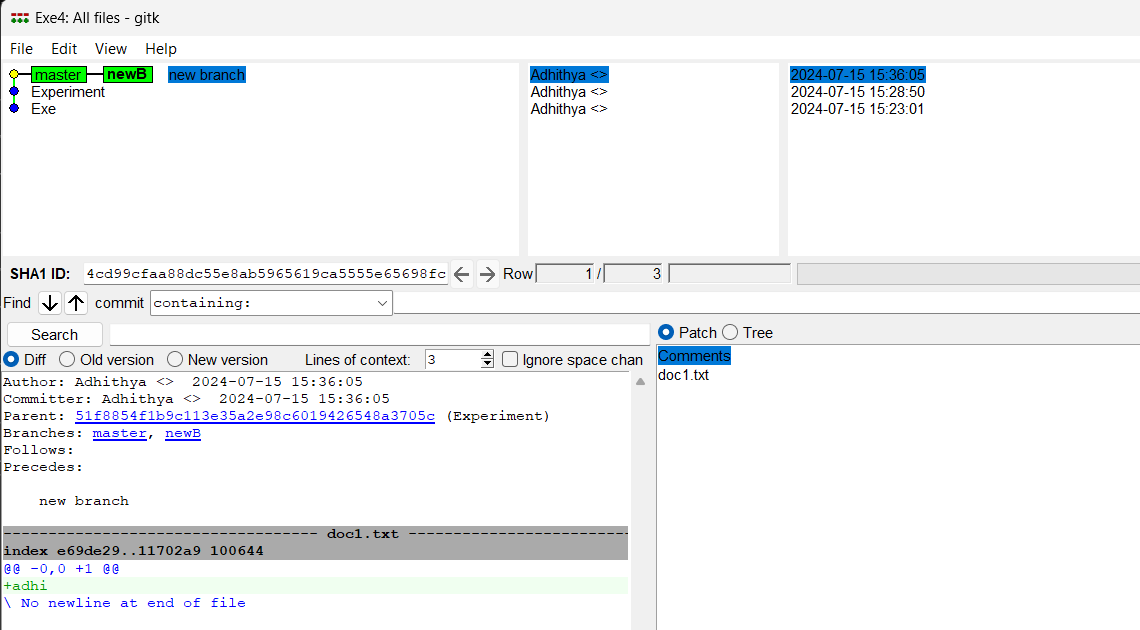 Exe4: All files - gitk
File Edit View Help
master newB new branch Adhithya <> 2024-07-15 15:36:05
Experiment Adhithya <> 2024-07-15 15:28:50
Exe Adhithya <> 2024-07-15 15:23:01
SHA1 ID: 4cd99cfaa88dc55e8ab5965619ca5555e65698fc Row 1 / 3
Find commit containing:
Search
Patch Tree
Diff Old version New version Lines of context: 3 Ignore space chan
Comments
doc1.txt
Author: Adhithya <> 2024-07-15 15:36:05
Committer: Adhithya <> 2024-07-15 15:36:05
Parent: 51f8854f1b9c113e35a2e98c6019426548a3705c (Experiment)
Branches: master, newB
Follows:
Precedes:
new branch
----------------------------------- doc1.txt -------------------------
index e69de29..11702a9 100644
@@ -0,0 +1 @@
+adhi
\ No newline at end of file